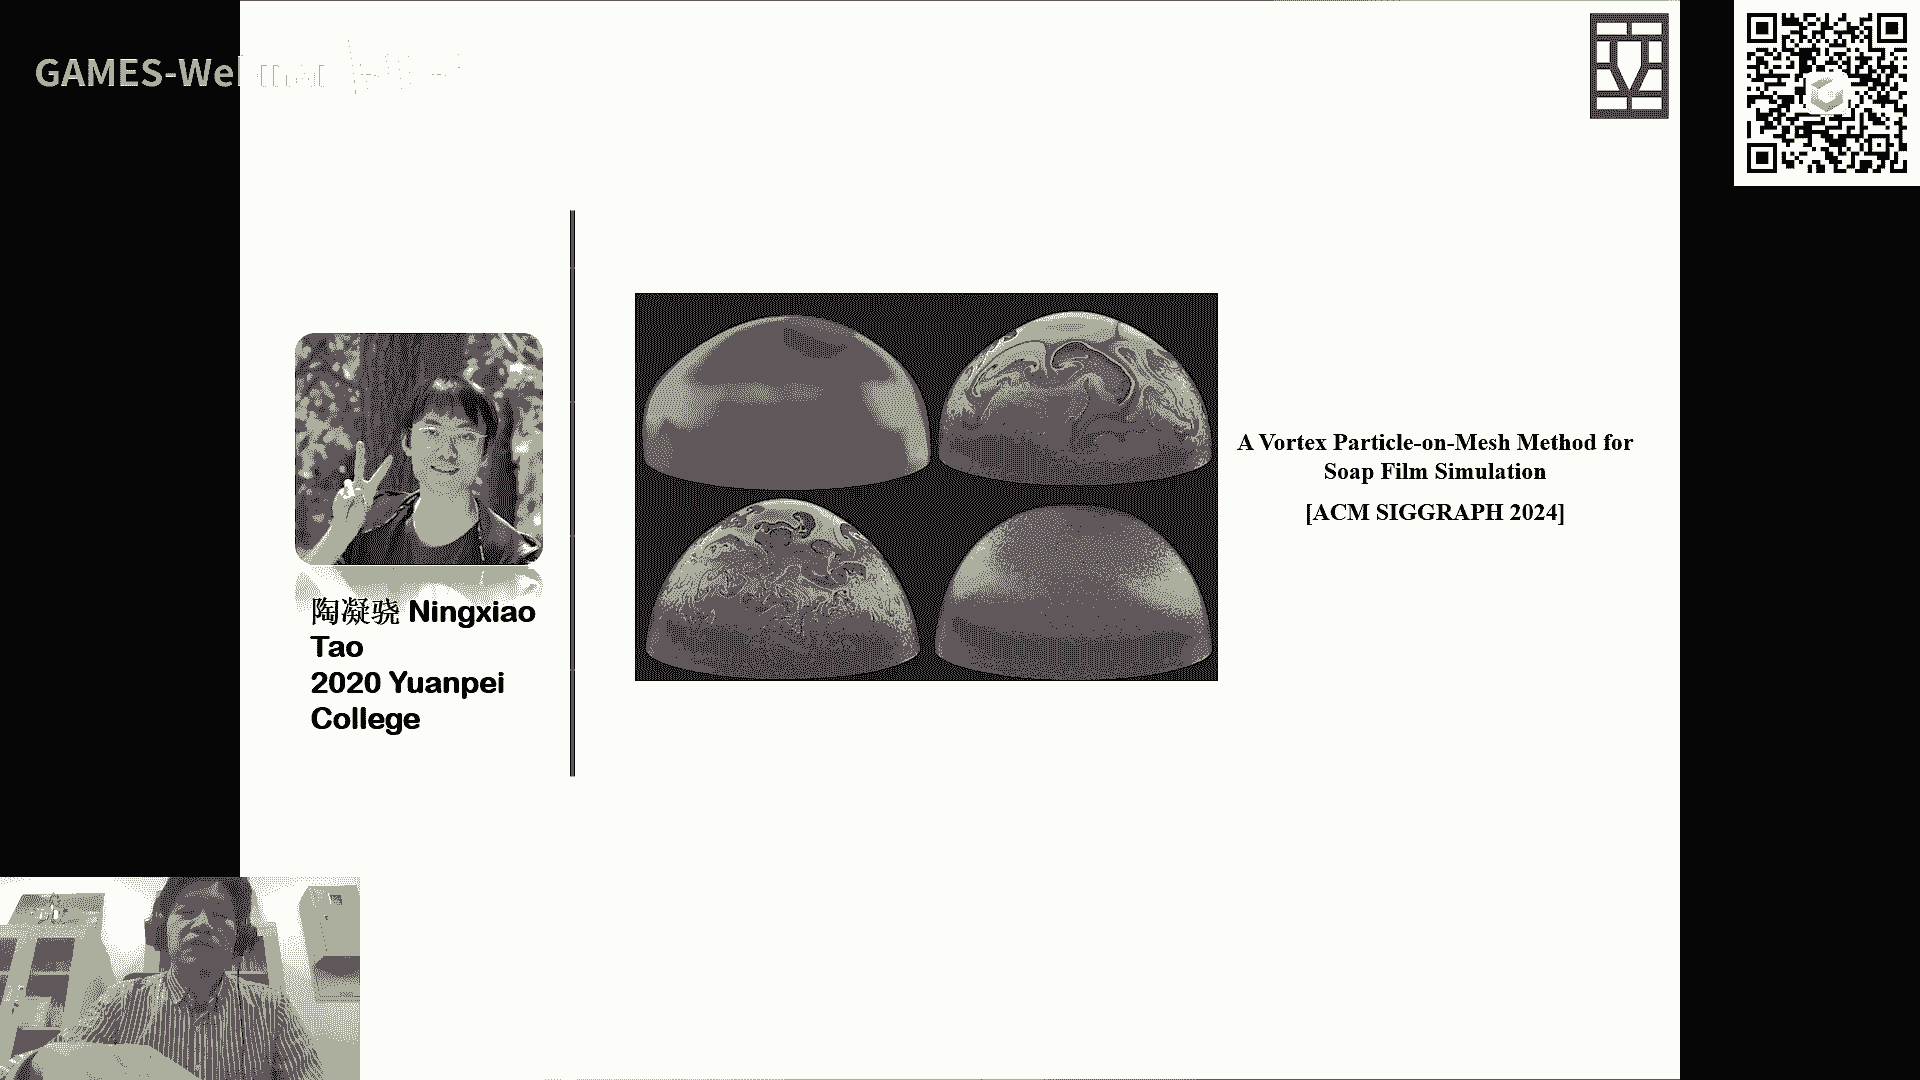 GAMES-Webinar
陶凝骁 Ningxiao
Tao
2020 Yuanpei
College
A Vortex Particle-on-Mesh Method for
Soap Film Simulation
[ACM SIGGRAPH 2024]